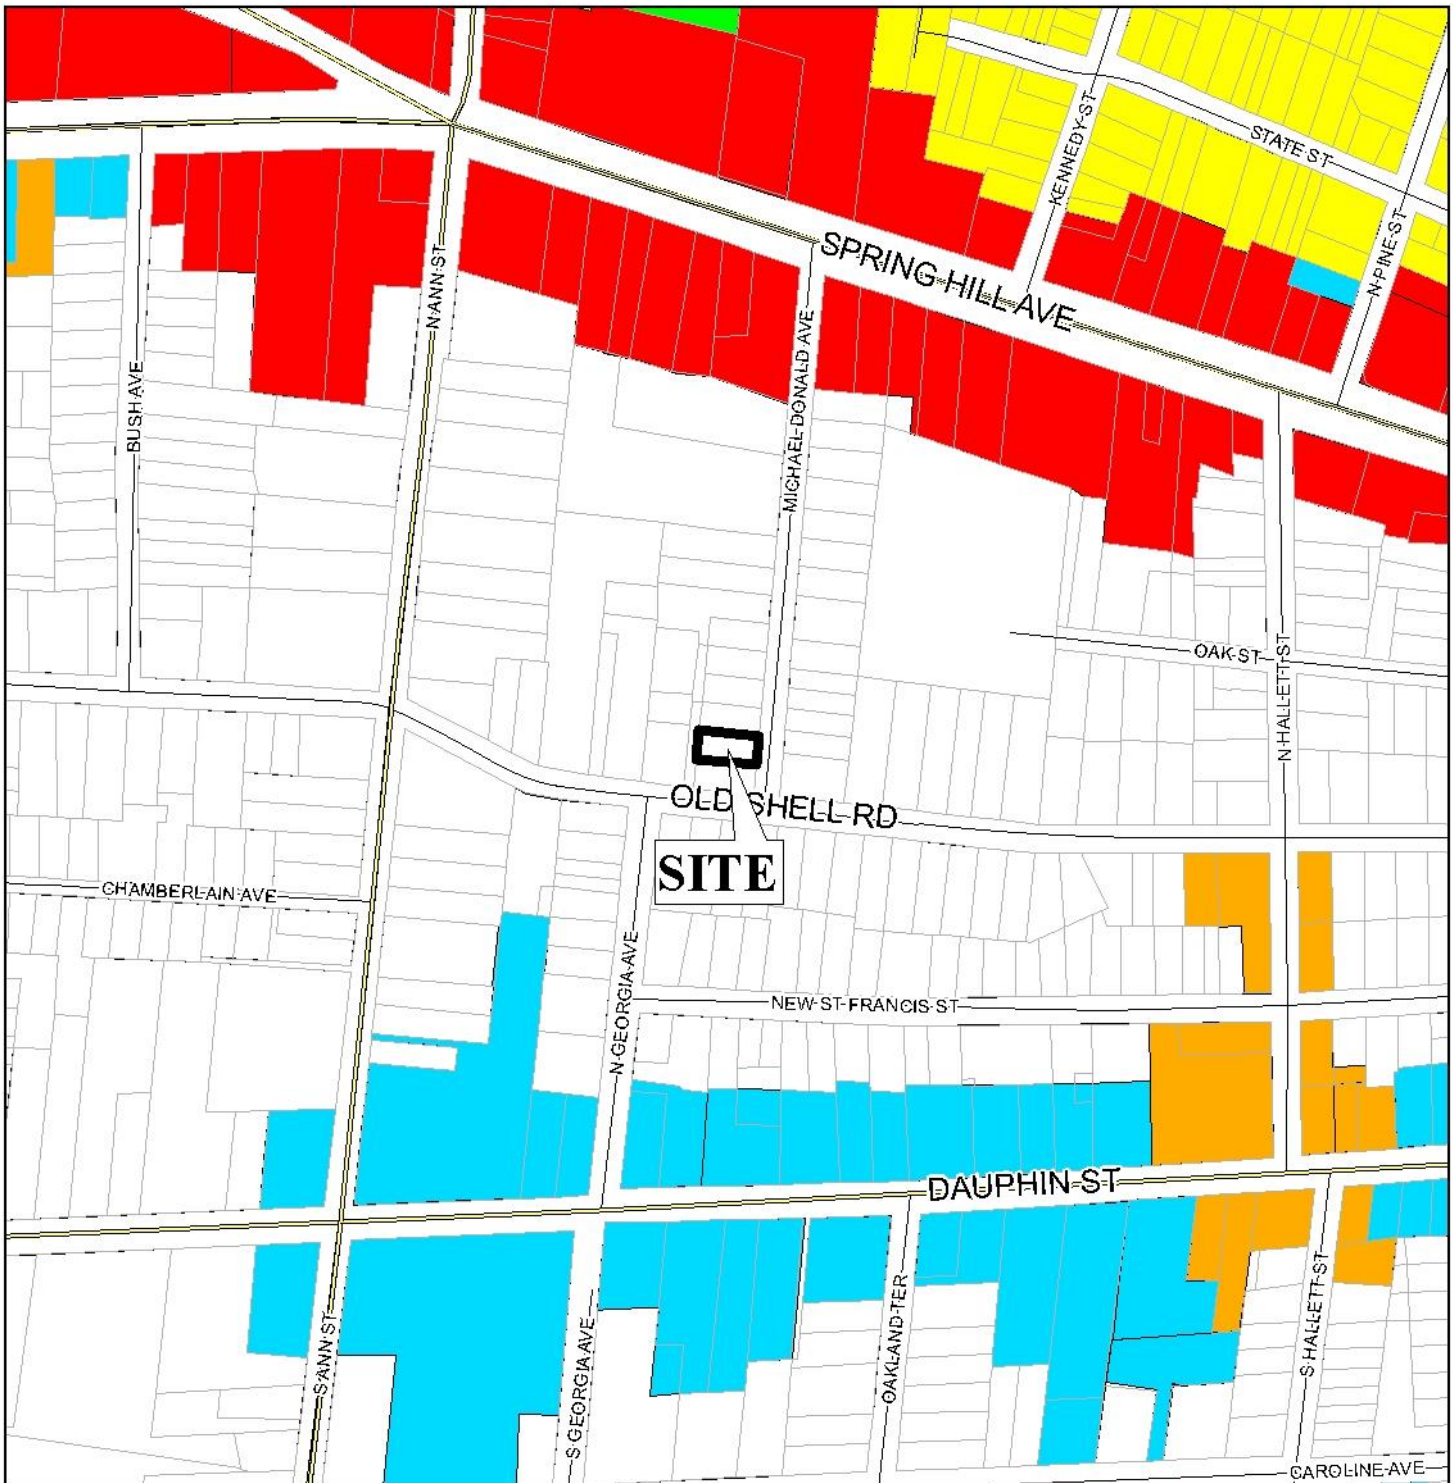 STATE ST
KENNEDY ST
N PINE ST
SPRING HILL AVE
N ANN ST
MICHAEL DONALD AVE
BUSH AVE
OAK ST
N HALLETT ST
OLD SHELL RD
SITE
CHAMBERLAIN AVE
N GEORGIA AVE
NEW ST FRANCIS ST
DAUPHIN ST
S ANN ST
S GEORGIA AVE
OAKLAND TER
S HALLETT ST
CAROLINE AVE